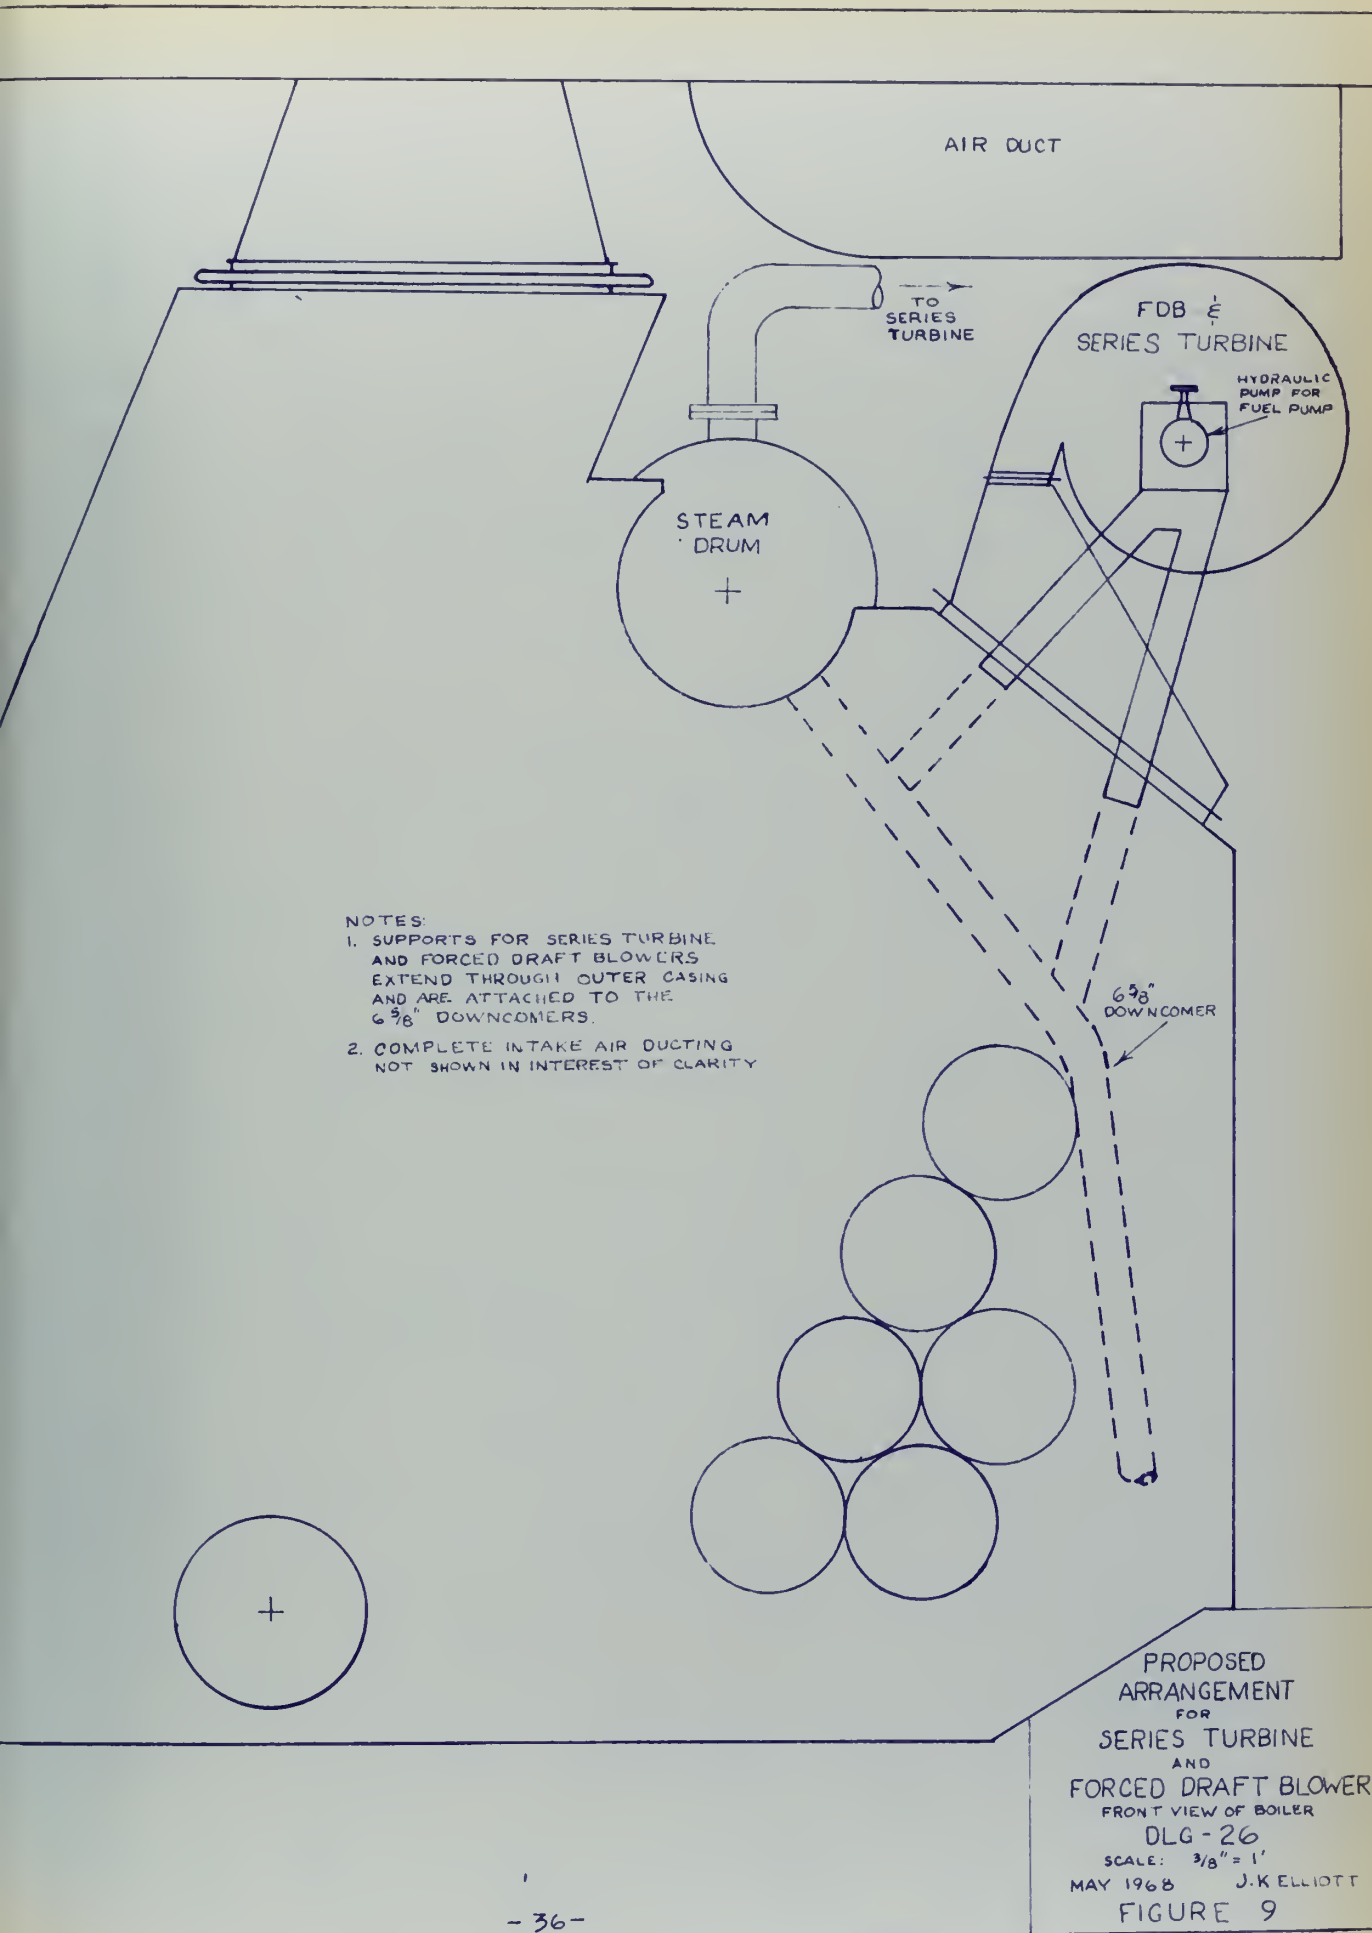 AIR DUCT
TO
SERIES
TURBINE
FDB &
SERIES TURBINE
HYDRAULIC
PUMP FOR
FUEL PUMP
STEAM
DRUM
NOTES:
1. SUPPORTS FOR SERIES TURBINE
AND FORCED DRAFT BLOWERS
EXTEND THROUGH OUTER CASING
AND ARE ATTACHED TO THE
6 5/8" DOWNCOMERS.
2. COMPLETE INTAKE AIR DUCTING
NOT SHOWN IN INTEREST OF CLARITY
6 5/8"
DOWNCOMER
PROPOSED
ARRANGEMENT
FOR
SERIES TURBINE
AND
FORCED DRAFT BLOWER
FRONT VIEW OF BOILER
DLG-26
SCALE: 3/8" = 1'
MAY 1968 J.K ELLIOTT
FIGURE 9
-36-